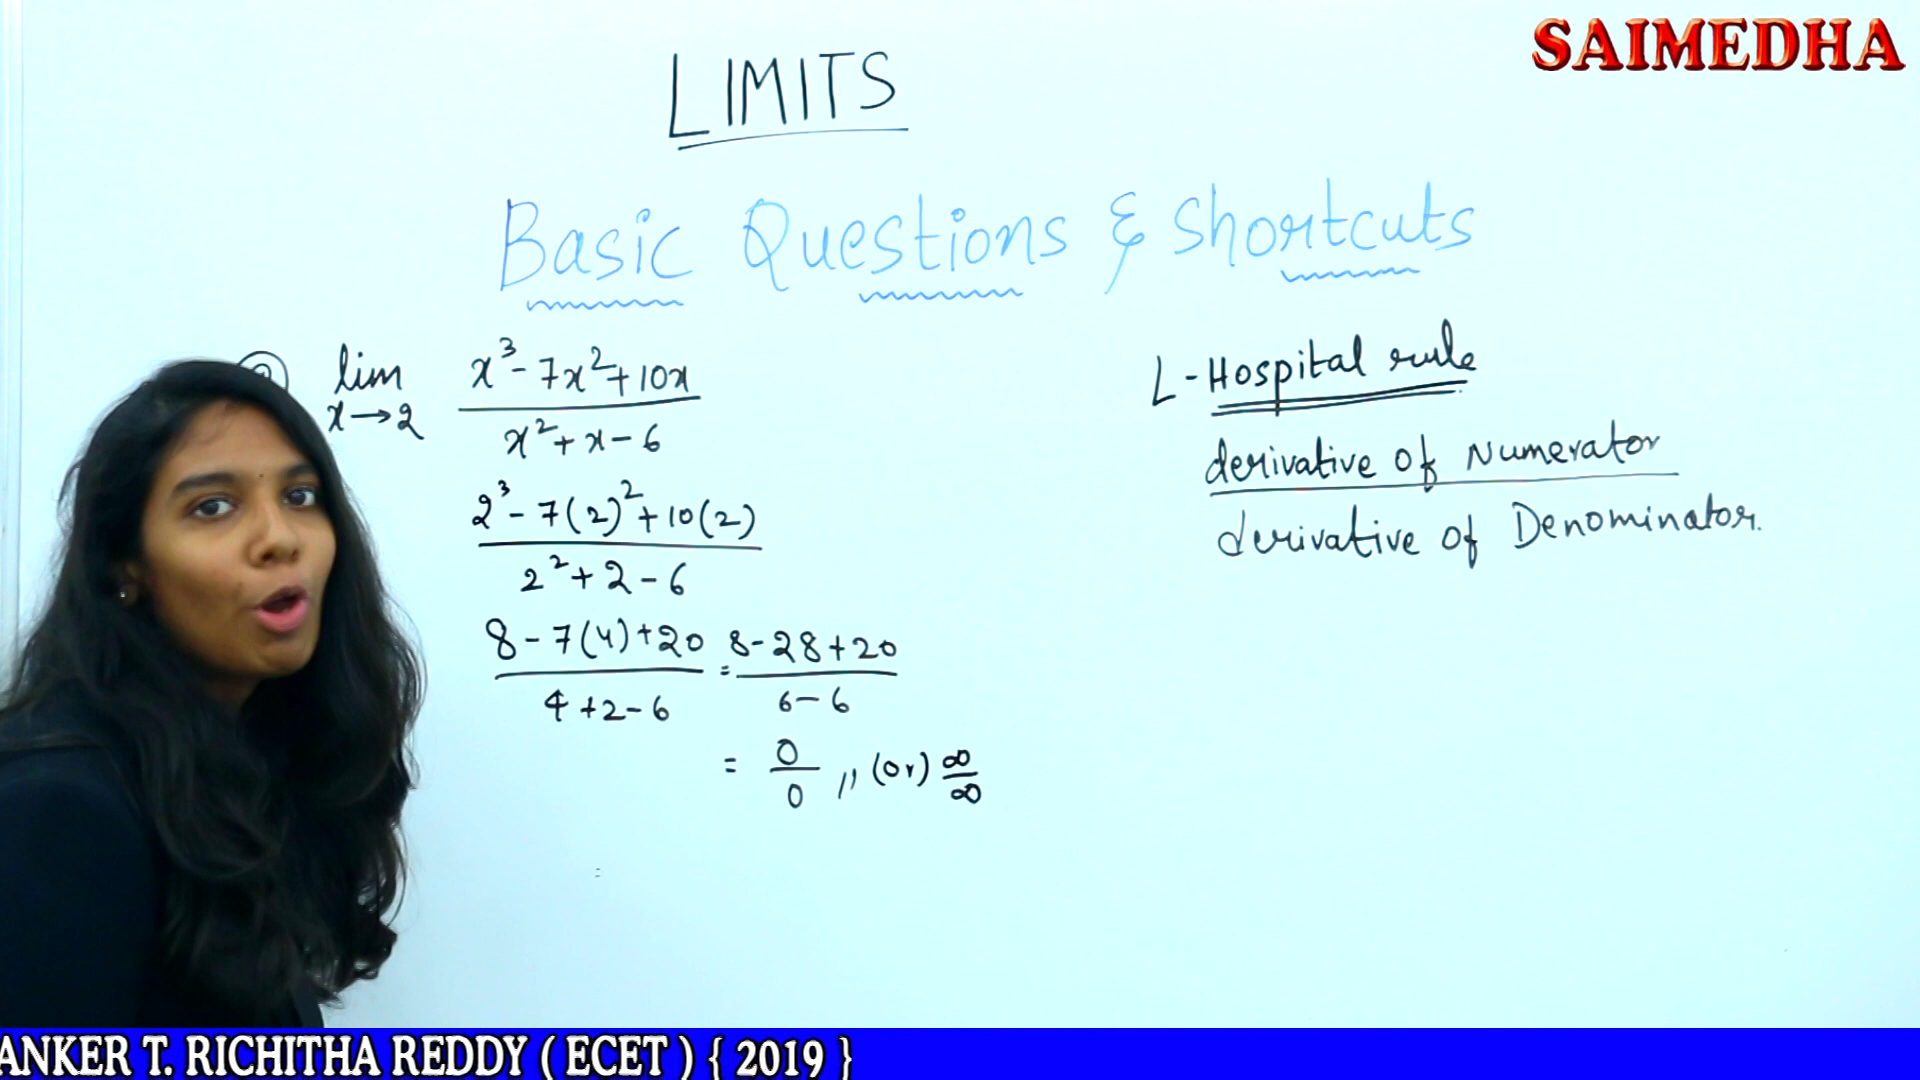 SAIMEDHA
LIMITS
Basic Questions & Shortcuts
lim x→2 x³ - 7x² + 10x / x² + x - 6
2³ - 7(2)² + 10(2) / 2² + 2 - 6
8 - 7(4) + 20 / 4 + 2 - 6 = 8 - 28 + 20 / 6 - 6
= 0/0 ,, (or) ∞/∞
L - Hospital rule
derivative of Numerator
derivative of Denominator.
ANKER T. RICHITHA REDDY ( ECET ) { 2019 }